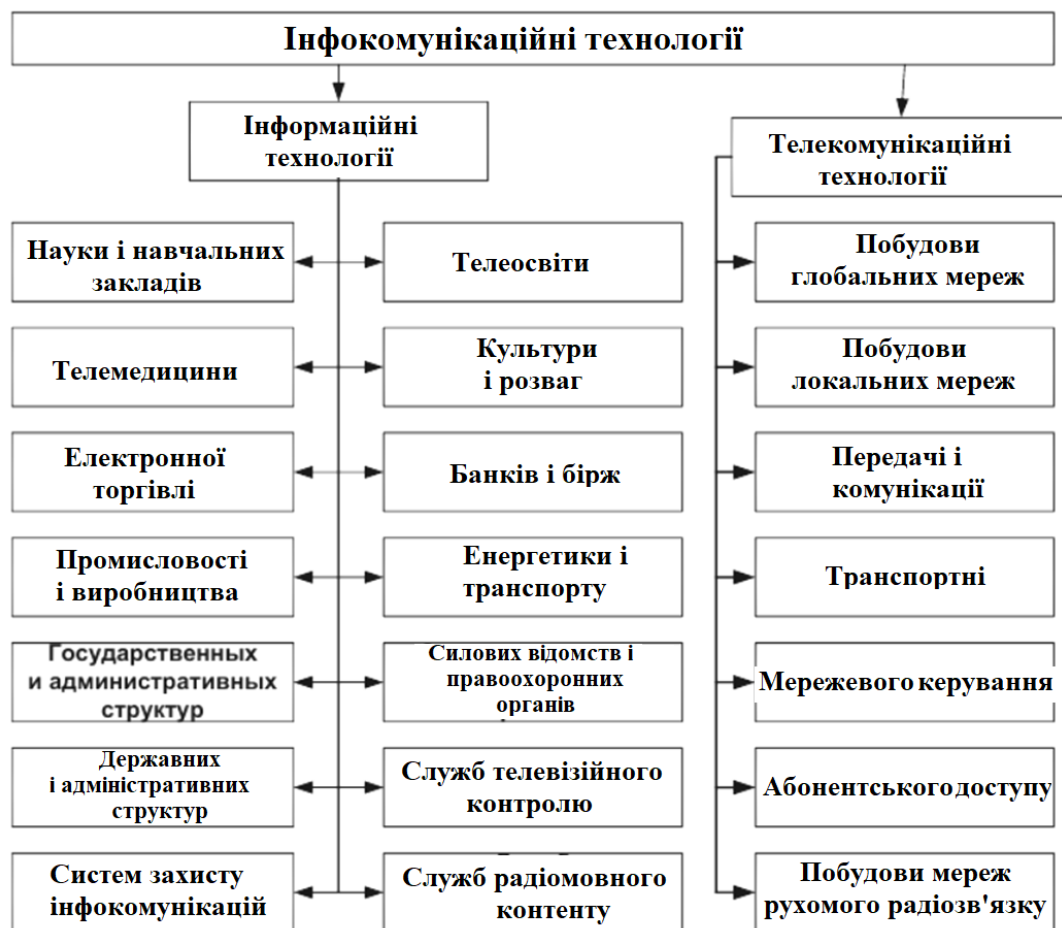 Інфокомунікаційні технології
Інформаційні
технології
Телекомунікаційні
технології
Науки і навчальних
закладів
Телеосвіти
Побудови
глобальних мереж
Телемедицини
Культури
і розваг
Побудови
локальних мереж
Електронної
торгівлі
Банків і бірж
Передачі і
комунікації
Промисловості
і виробництва
Енергетики і
транспорту
Транспортні
Государственных
и административных
структур
Силових відомств і
правоохоронних
органів
Мережевого керування
Державних
і адміністративних
структур
Служб телевізійного
контролю
Абонентського доступу
Систем захисту
інфокомунікацій
Служб радіомовного
контенту
Побудови мереж
рухомого радіозв'язку